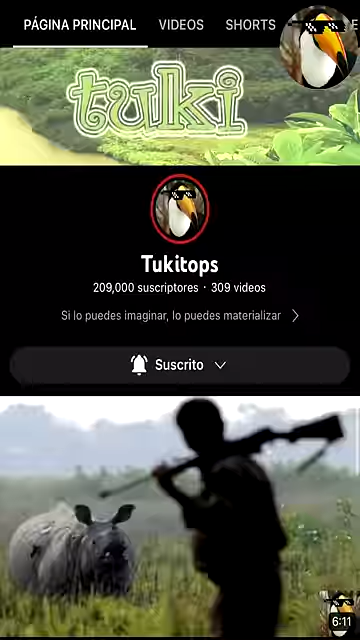 PÁGINA PRINCIPAL VIDEOS SHORTS
tuki
Tukitops
209,000 suscriptores · 309 videos
Si lo puedes imaginar, lo puedes materializar
Suscrito
6:11